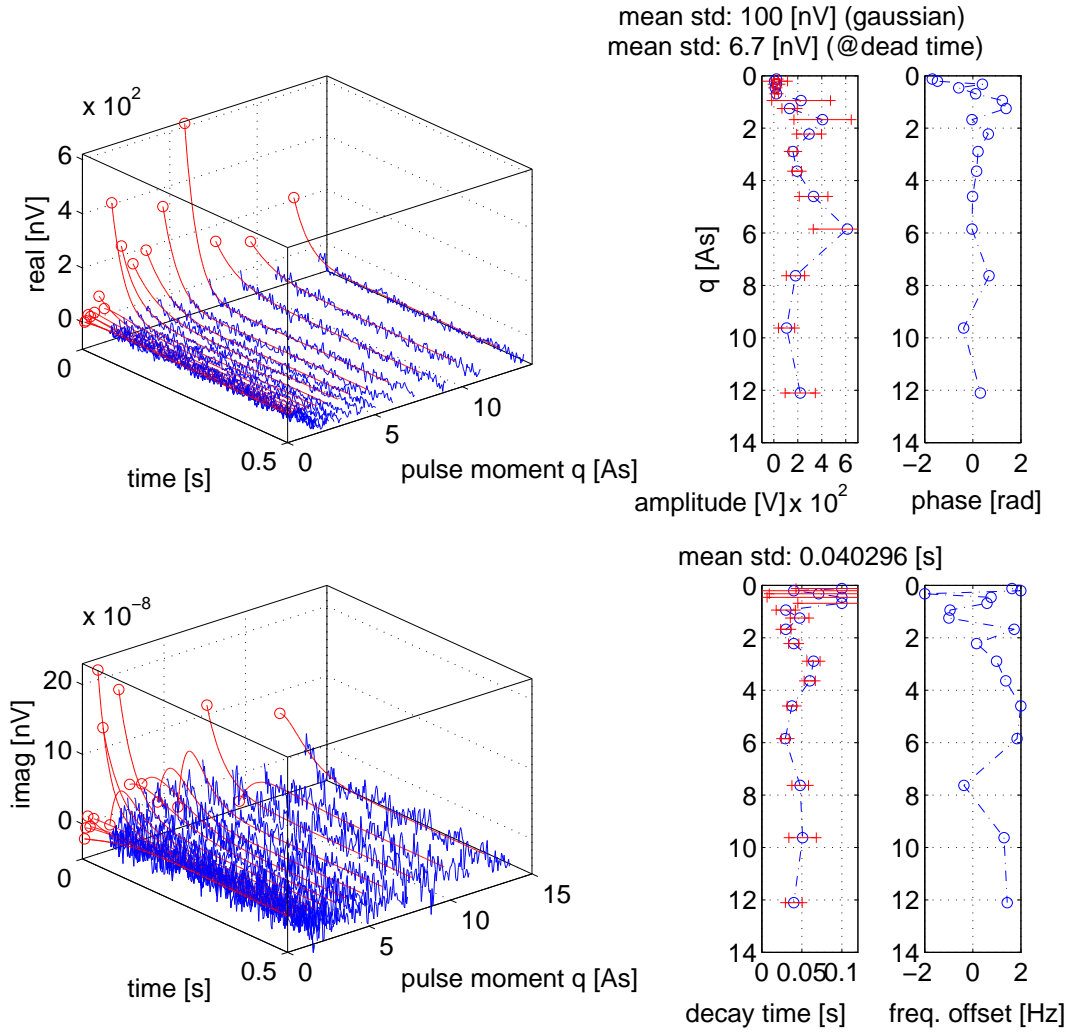 mean std: 100 [nV] (gaussian)
mean std: 6.7 [nV] (@dead time)
x 10^2
6
4
2
0
real [nV]
0
0.5
time [s]
0
5
10
pulse moment q [As]
0
2
4
6
8
10
12
14
q [As]
0 2 4 6
amplitude [V] x 10^2
0
2
4
6
8
10
12
14
−2 0 2
phase [rad]
mean std: 0.040296 [s]
x 10^−8
20
10
0
imag [nV]
0
0.5
time [s]
0
5
10
15
pulse moment q [As]
0
2
4
6
8
10
12
14
0 0.05 0.1
decay time [s]
0
2
4
6
8
10
12
14
−2 0 2
freq. offset [Hz]